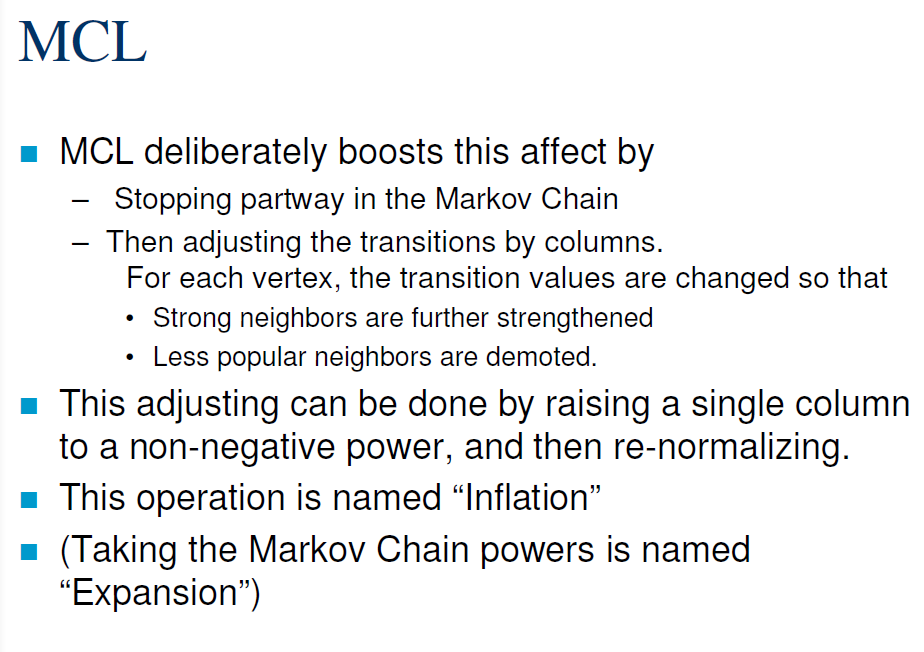 MCL
■ MCL deliberately boosts this affect by
– Stopping partway in the Markov Chain
– Then adjusting the transitions by columns.
For each vertex, the transition values are changed so that
• Strong neighbors are further strengthened
• Less popular neighbors are demoted.
■ This adjusting can be done by raising a single column
to a non-negative power, and then re-normalizing.
■ This operation is named “Inflation”
■ (Taking the Markov Chain powers is named
“Expansion”)